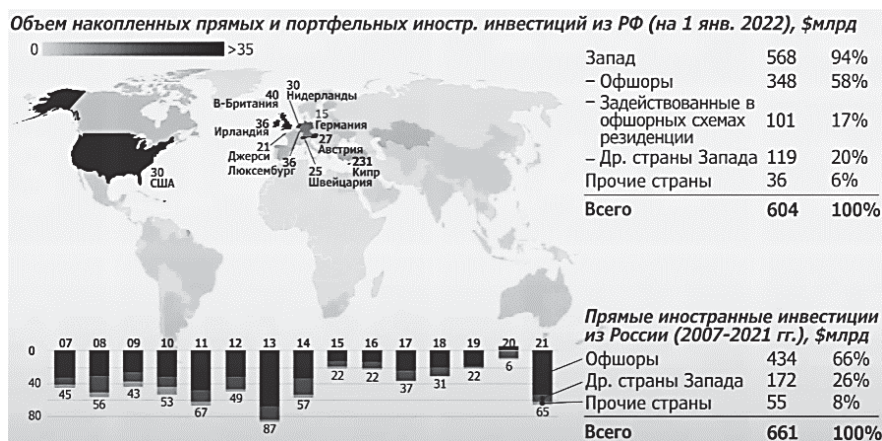 Объем накопленных прямых и портфельных иностр. инвестиций из РФ (на 1 янв. 2022), $млрд
0 >35
30
Нидерланды
40
В-Британия
15
Германия
36
Ирландия
27
Австрия
21
Джерси
36
Люксембург
25
Швейцария
231
Кипр
30
США
Запад 568 94%
– Офшоры 348 58%
– Задействованные в
офшорных схемах 101 17%
резиденции
– Др. страны Запада 119 20%
Прочие страны 36 6%
Всего 604 100%
07 08 09 10 11 12 13 14 15 16 17 18 19 20 21
0
40
80
45 56 43 53 67 49 87 57 22 22 37 31 22 6 65
Прямые иностранные инвестиции
из России (2007-2021 гг.), $млрд
Офшоры 434 66%
Др. страны Запада 172 26%
Прочие страны 55 8%
Всего 661 100%